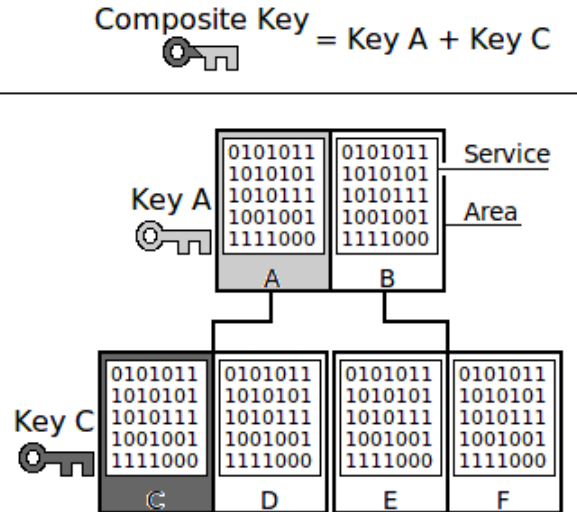 Composite Key = Key A + Key C
0101011 0101011 Service
1010101 1010101
Key A 1010111 1010111
1001001 1001001 Area
1111000 1111000
A B
0101011 0101011 0101011 0101011
1010101 1010101 1010101 1010101
Key C 1010111 1010111 1010111 1010111
1001001 1001001 1001001 1001001
1111000 1111000 1111000 1111000
C D E F